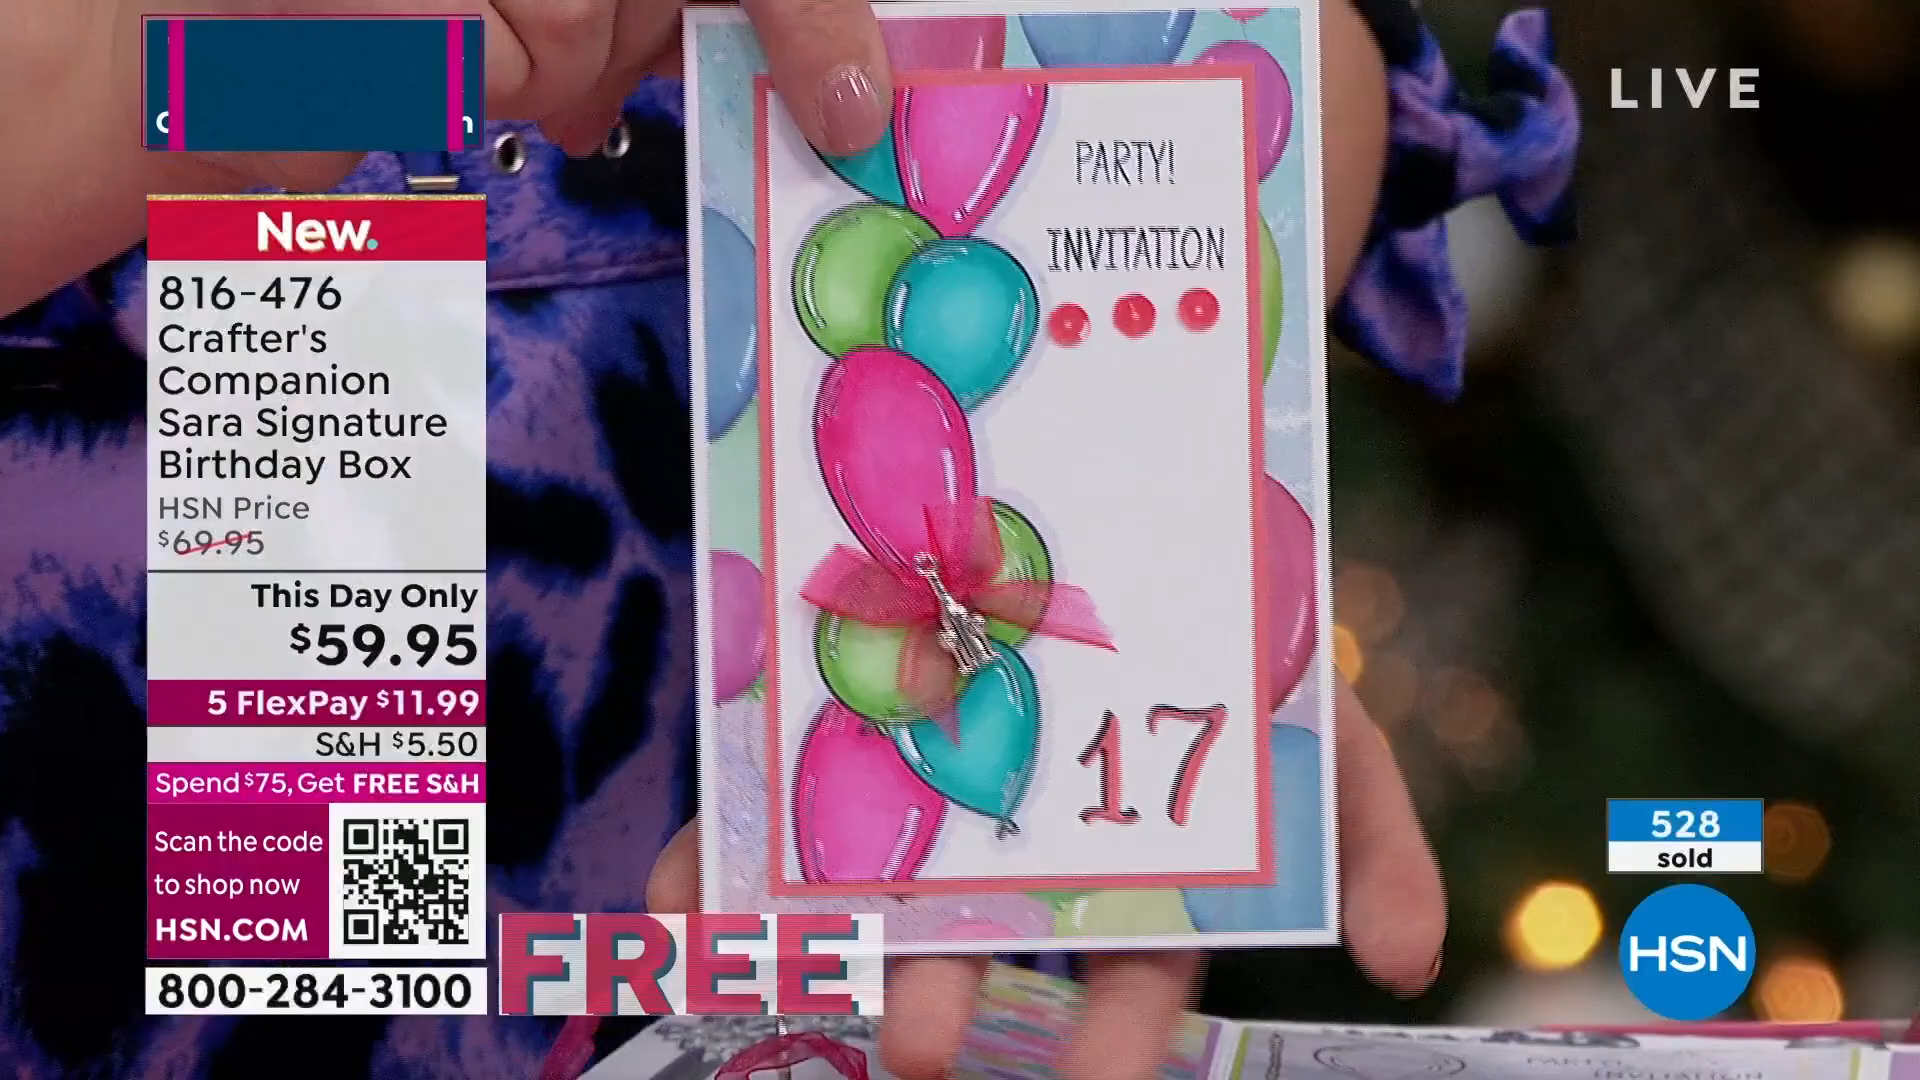 LIVE
New.
816-476
Crafter's
Companion
Sara Signature
Birthday Box
HSN Price
$69.95
This Day Only
$59.95
5 FlexPay $11.99
S&H $5.50
Spend $75, Get FREE S&H
Scan the code
to shop now
HSN.COM
800-284-3100
FREE
PARTY!
INVITATION
17
528
sold
HSN
PARTY!
INVITATION